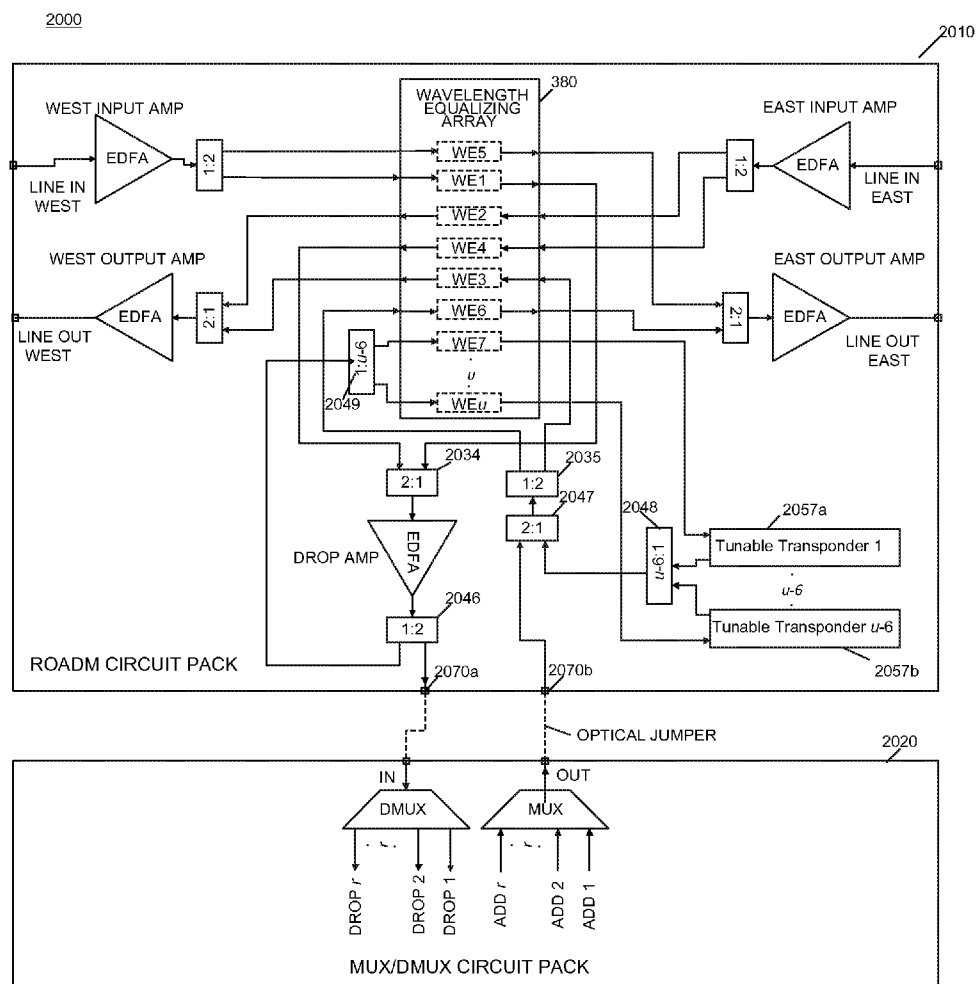 2000
2010
380
WEST INPUT AMP
WAVELENGTH
EQUALIZING
ARRAY
EAST INPUT AMP
EDFA
1:2
WE5
1:2
EDFA
LINE IN
WEST
WE1
LINE IN
EAST
WE2
WEST OUTPUT AMP
WE4
EAST OUTPUT AMP
EDFA
2:1
WE3
2:1
EDFA
LINE OUT
WEST
WE6
LINE OUT
EAST
1:u-6
WE7
u
2049
WEu
2034
2035
2:1
1:2
2047
2048
2057a
DROP AMP
EDFA
2:1
u-6:1
Tunable Transponder 1
u-6
2046
1:2
Tunable Transponder u-6
ROADM CIRCUIT PACK
2070a
2070b
2057b
OPTICAL JUMPER
2020
IN
OUT
DMUX
MUX
r
r
DROP r
DROP 2
DROP 1
ADD r
ADD 2
ADD 1
MUX/DMUX CIRCUIT PACK